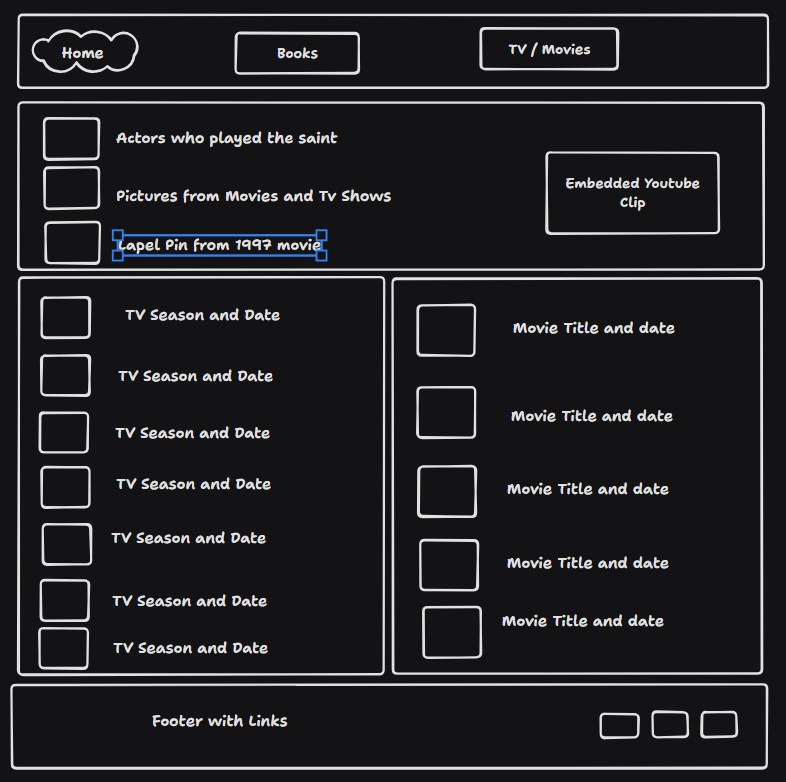 Home
Books
TV / Movies
Actors who played the saint
Pictures from Movies and Tv Shows
Lapel Pin from 1997 movie
Embedded Youtube
Clip
TV Season and Date
TV Season and Date
TV Season and Date
TV Season and Date
TV Season and Date
TV Season and Date
TV Season and Date
Movie Title and date
Movie Title and date
Movie Title and date
Movie Title and date
Movie Title and date
Footer with Links